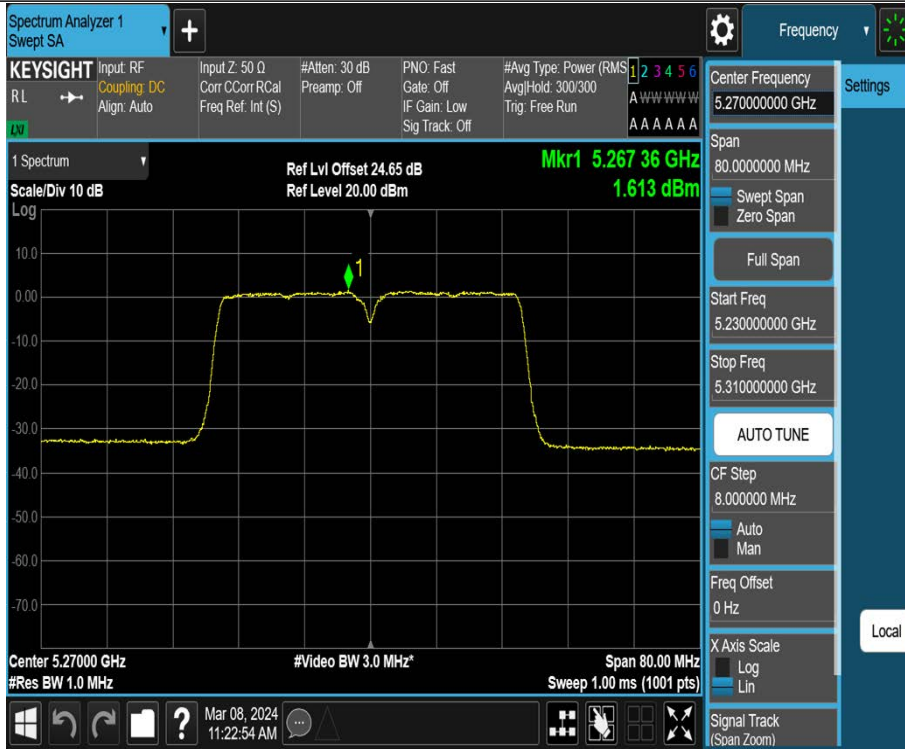 Spectrum Analyzer 1
Swept SA
+
Frequency
KEYSIGHT
R L
LXI
Input: RF
Coupling: DC
Align: Auto
Input Z: 50 Ω
Corr CCorr RCal
Freq Ref: Int (S)
#Atten: 30 dB
Preamp: Off
PNO: Fast
Gate: Off
IF Gain: Low
Sig Track: Off
#Avg Type: Power (RMS
Avg|Hold: 300/300
Trig: Free Run
1 2 3 4 5 6
A W W W W W
A A A A A A
1 Spectrum
Scale/Div 10 dB
Log
Ref Lvl Offset 24.65 dB
Ref Level 20.00 dBm
Mkr1 5.267 36 GHz
1.613 dBm
1
10.0
0.00
-10.0
-20.0
-30.0
-40.0
-50.0
-60.0
-70.0
Center 5.27000 GHz
#Res BW 1.0 MHz
#Video BW 3.0 MHz*
Span 80.00 MHz
Sweep 1.00 ms (1001 pts)
?
Mar 08, 2024
11:22:54 AM
Center Frequency
5.270000000 GHz
Settings
Span
80.0000000 MHz
Swept Span
Zero Span
Full Span
Start Freq
5.230000000 GHz
Stop Freq
5.310000000 GHz
AUTO TUNE
CF Step
8.000000 MHz
Auto
Man
Freq Offset
0 Hz
Local
X Axis Scale
Log
Lin
Signal Track
(Span Zoom)